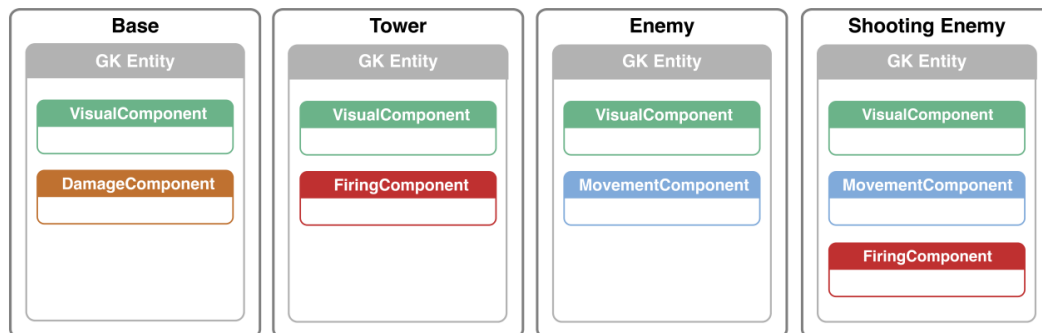 Base
GK Entity
VisualComponent
DamageComponent
Tower
GK Entity
VisualComponent
FiringComponent
Enemy
GK Entity
VisualComponent
MovementComponent
Shooting Enemy
GK Entity
VisualComponent
MovementComponent
FiringComponent